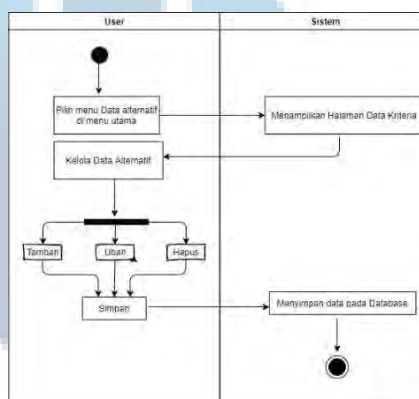 User
Sistem
Pilih menu Data alternatif
di menu utama
Menampilkan Halaman Data Kriteria
Kelola Data Alternatif
Tambah
Ubah
Hapus
Simpan
Menyimpan data pada Database